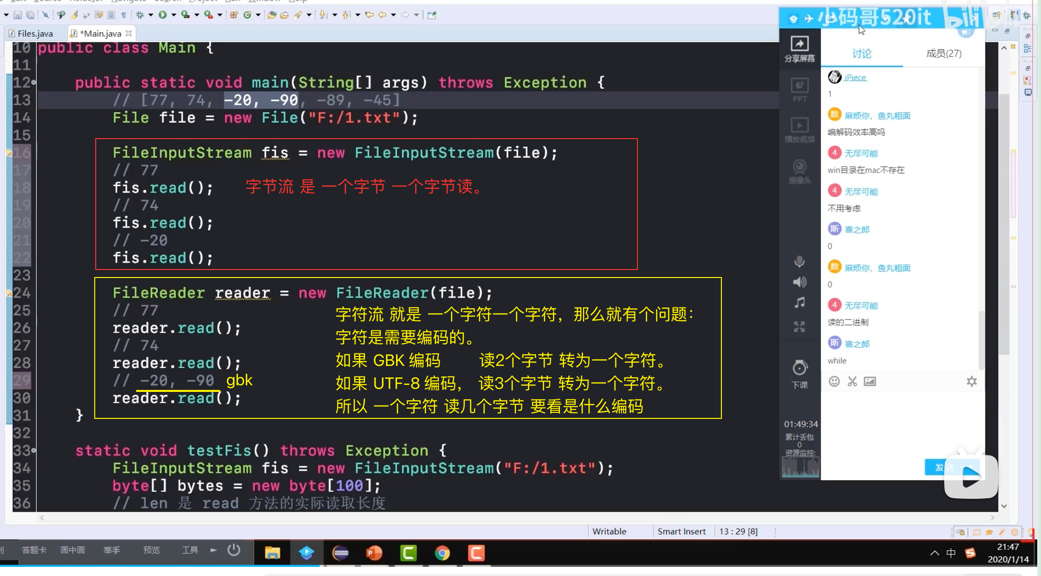 Files.java
*Main.java
小码哥520it
bilibili
10 public class Main {
11
12 public static void main(String[] args) throws Exception {
13 // [77, 74, -20, -90, -89, -45]
14 File file = new File("F:/1.txt");
15
16 FileInputStream fis = new FileInputStream(file);
17 // 77
18 fis.read(); 字节流 是 一个字节 一个字节读。
19 // 74
20 fis.read();
21 // -20
22 fis.read();
23
24 FileReader reader = new FileReader(file);
25 // 77 字符流 就是 一个字符一个字符，那么就有个问题：
26 reader.read(); 字符是需要编码的。
27 // 74 如果 GBK 编码 读2个字节 转为一个字符。
28 reader.read(); 如果 UTF-8 编码， 读3个字节 转为一个字符。
29 // -20, -90 gbk
30 reader.read(); 所以 一个字符 读几个字节 要看是什么编码
31 }
32
33 static void testFis() throws Exception {
34 FileInputStream fis = new FileInputStream("F:/1.txt");
35 byte[] bytes = new byte[100];
36 // len 是 read 方法的实际读取长度
分享屏幕
PPT
播放视频
摄像头
下课
01:49:34
累计丢包
0
资源监控:
讨论
成员(27)
iPiece
1
麻烦你，鱼丸粗面
编解码效率高吗
4 无尽可能
win目录在mac不存在
4 无尽可能
不用考虑
斯 寡之郎
0
麻烦你，鱼丸粗面
0
4 无尽可能
读的二进制
斯 寡之郎
while
发
Writable
Smart Insert
13 : 29 [8]
答题卡
画中画
举手
预览
工具
中
21:47
2020/1/14